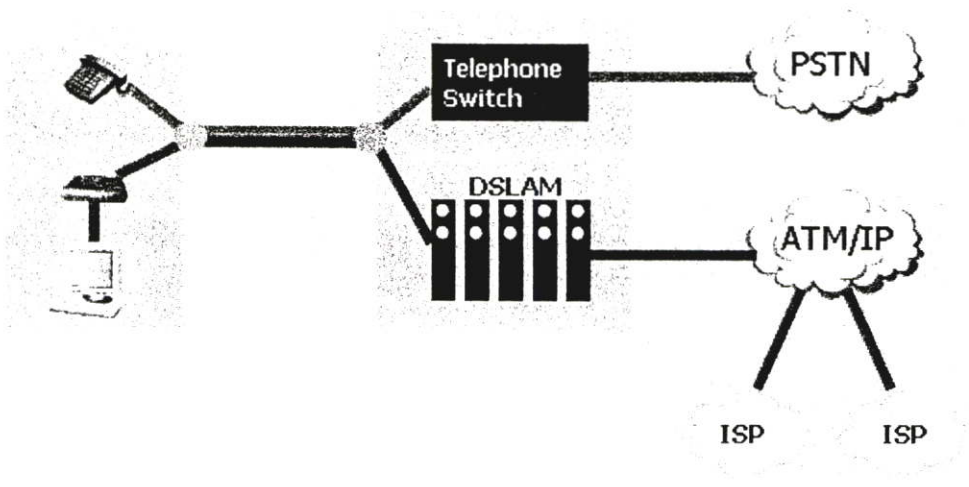 Telephone
Switch
PSTN
DSLAM
ATM/IP
ISP
ISP